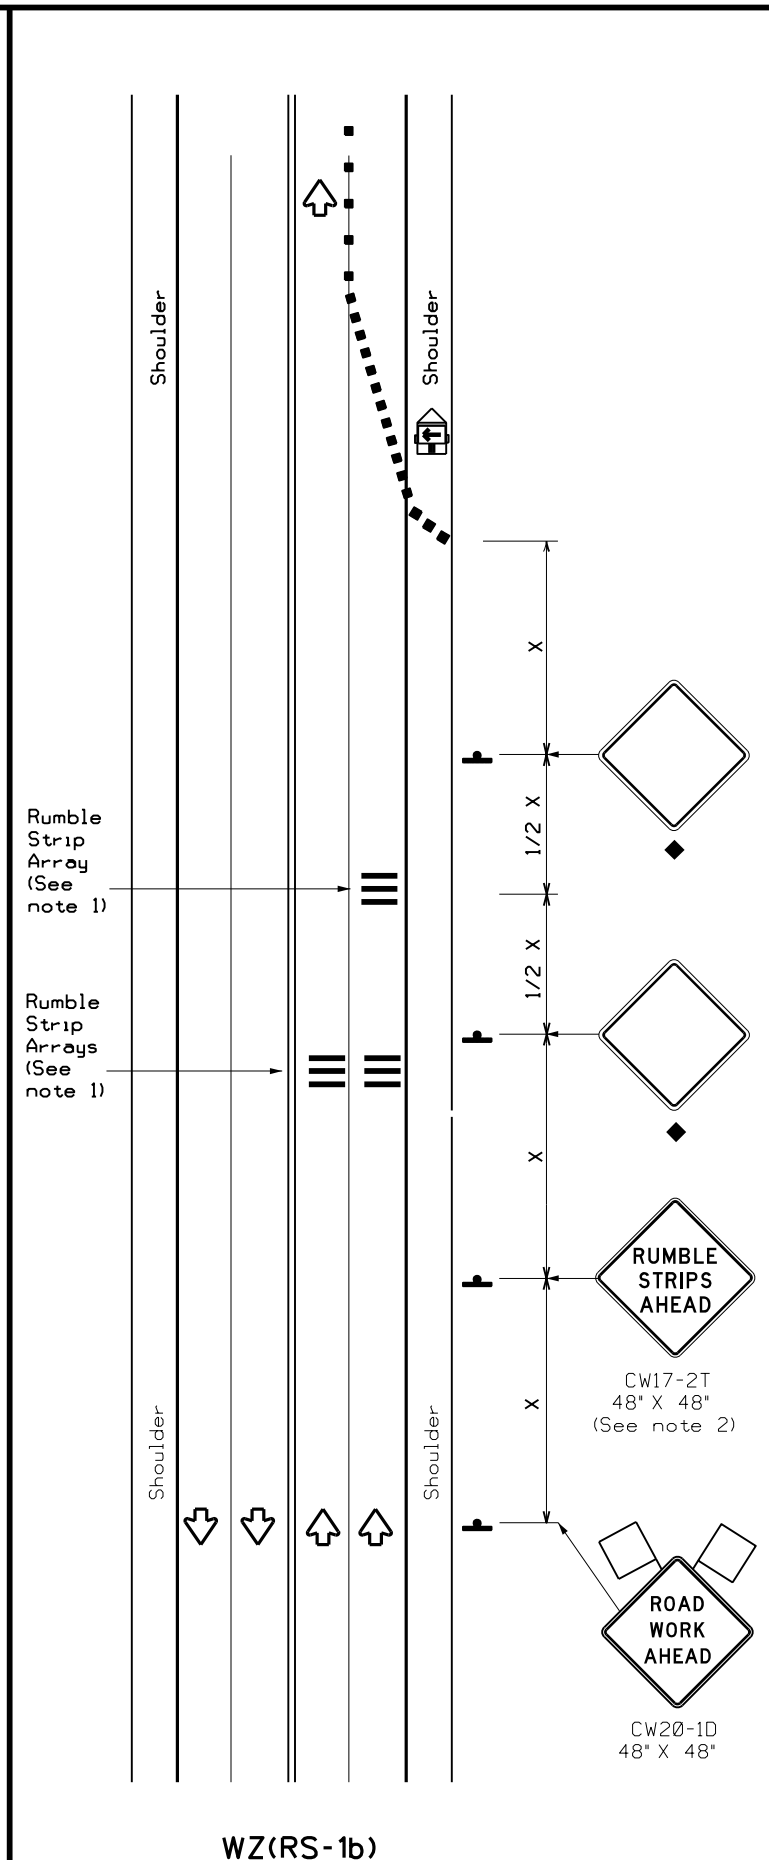 Shoulder
Shoulder
X
1/2 X
Rumble
Strip
Array
(See
note 1)
1/2 X
Rumble
Strip
Arrays
(See
note 1)
X
RUMBLE
STRIPS
AHEAD
CW17-2T
48" X 48"
(See note 2)
X
Shoulder
Shoulder
ROAD
WORK
AHEAD
CW20-1D
48" X 48"
WZ(RS-1b)